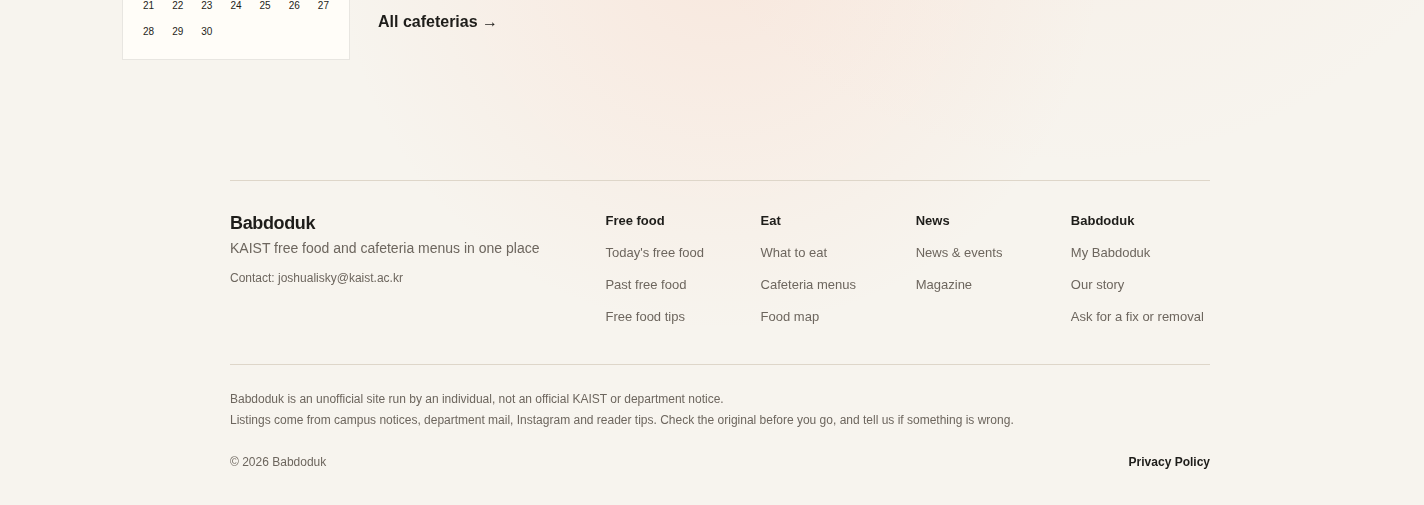 21 22 23 24 25 26 27
28 29 30
All cafeterias →
Babdoduk
KAIST free food and cafeteria menus in one place
Contact: joshualisky@kaist.ac.kr
Free food
Today's free food
Past free food
Free food tips
Eat
What to eat
Cafeteria menus
Food map
News
News & events
Magazine
Babdoduk
My Babdoduk
Our story
Ask for a fix or removal
Babdoduk is an unofficial site run by an individual, not an official KAIST or department notice.
Listings come from campus notices, department mail, Instagram and reader tips. Check the original before you go, and tell us if something is wrong.
© 2026 Babdoduk
Privacy Policy